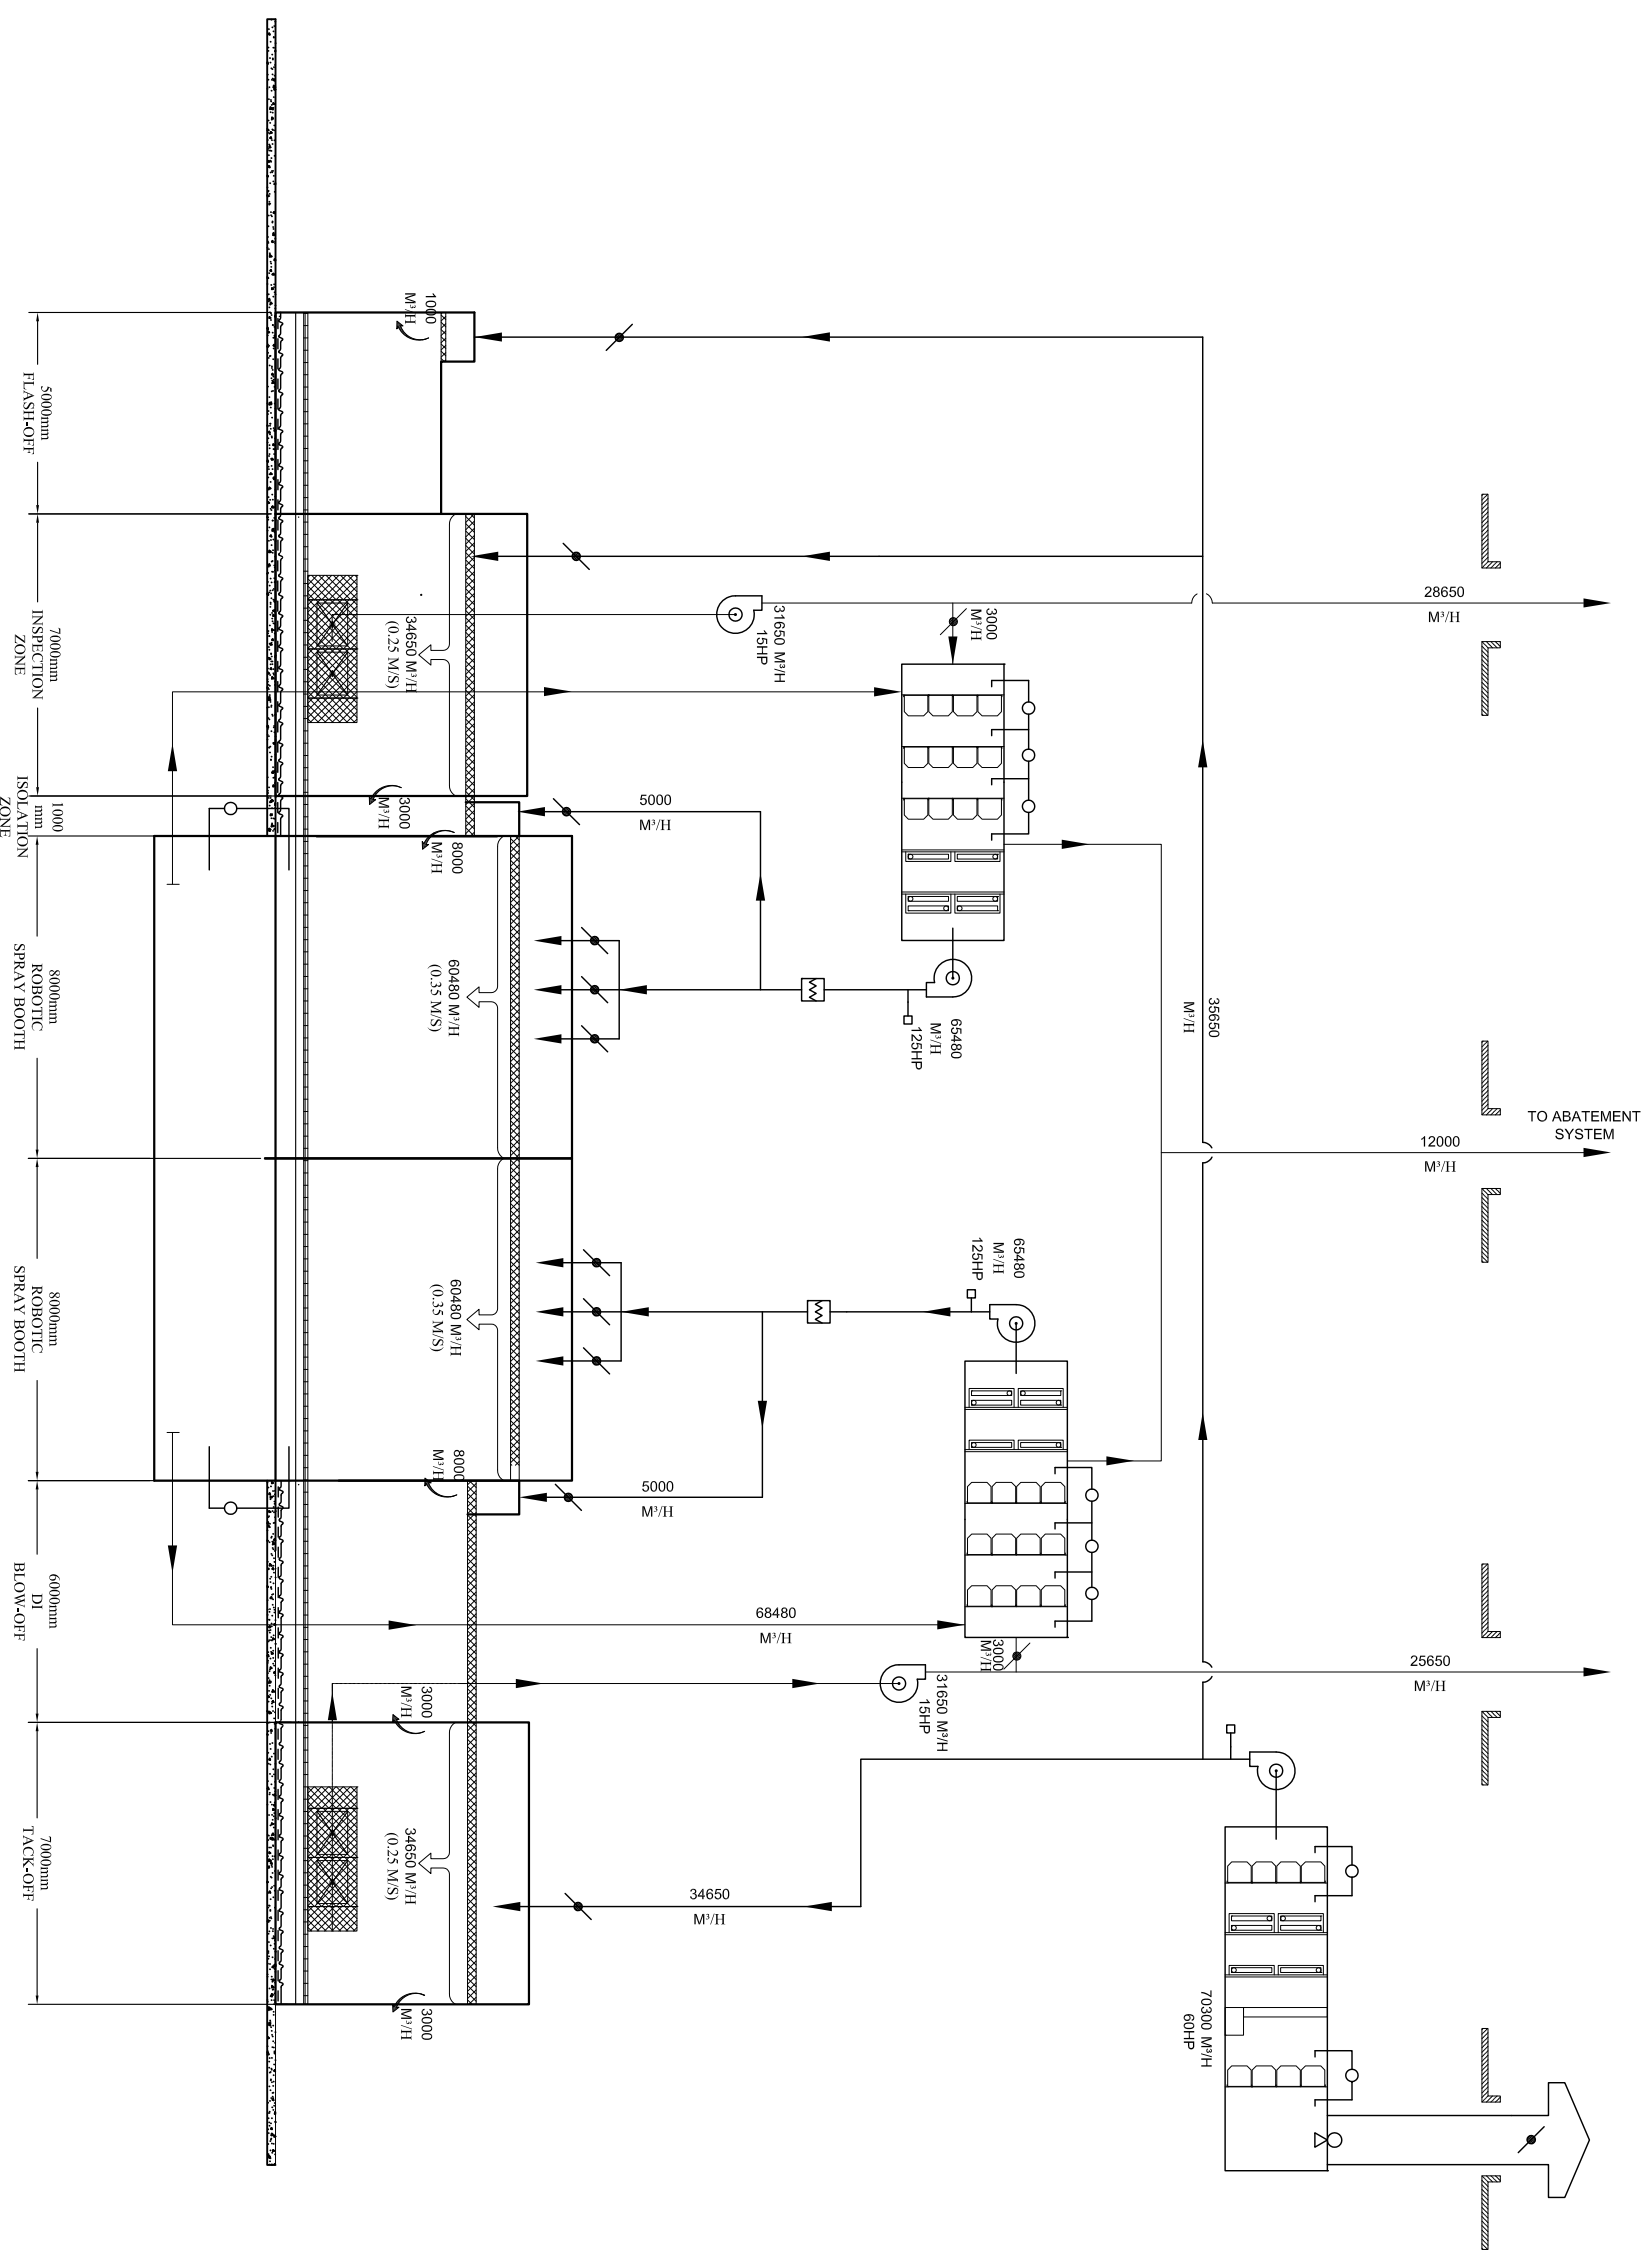 28650
M³/H
TO ABATEMENT
SYSTEM
12000
M³/H
25650
M³/H
35650
M³/H
1000
M³/H
31650 M³/H
15HP
3000
M³/H
34650 M³/H
(0.25 M/S)
3000
M³/H
8000
M³/H
5000
M³/H
60480 M³/H
(0.35 M/S)
65480
M³/H
125HP
65480
M³/H
125HP
60480 M³/H
(0.35 M/S)
8000
M³/H
5000
M³/H
68480
M³/H
3000
M³/H
31650 M³/H
15HP
3000
M³/H
34650 M³/H
(0.25 M/S)
34650
M³/H
3000
M³/H
70300 M³/H
60HP
5000mm
FLASH-OFF
7000mm
INSPECTION
ZONE
1000
mm
ISOLATION
ZONE
8000mm
ROBOTIC
SPRAY BOOTH
8000mm
ROBOTIC
SPRAY BOOTH
6000mm
DI
BLOW-OFF
7000mm
TACK-OFF